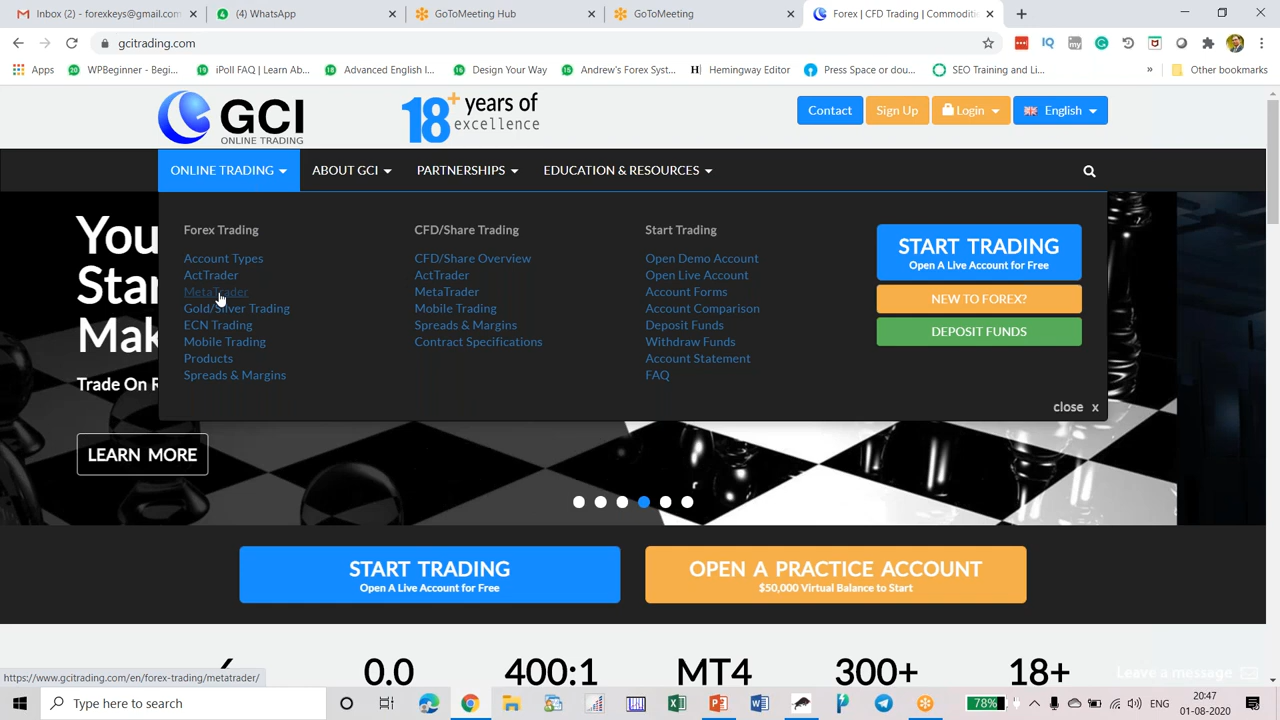 Inbox (2) - forexkeys@gmail.com
(4) WhatsApp
GoToMeeting Hub
GoToMeeting
Forex | CFD Trading | Commoditi
gcitrading.com
Apps
WPBeginner - Begi...
iPoll FAQ | Learn Ab...
Advanced English I...
Design Your Way
Andrew's Forex Syst...
Hemingway Editor
Press Space or dou...
SEO Training and Li...
Other bookmarks
GCI
ONLINE TRADING
18+ years of
excellence
Contact
Sign Up
Login
English
ONLINE TRADING
ABOUT GCI
PARTNERSHIPS
EDUCATION & RESOURCES
You
Star
Mak
Trade On R
LEARN MORE
Forex Trading
Account Types
ActTrader
MetaTrader
Gold/Silver Trading
ECN Trading
Mobile Trading
Products
Spreads & Margins
CFD/Share Trading
CFD/Share Overview
ActTrader
MetaTrader
Mobile Trading
Spreads & Margins
Contract Specifications
Start Trading
Open Demo Account
Open Live Account
Account Forms
Account Comparison
Deposit Funds
Withdraw Funds
Account Statement
FAQ
START TRADING
Open A Live Account for Free
NEW TO FOREX?
DEPOSIT FUNDS
close x
START TRADING
Open A Live Account for Free
OPEN A PRACTICE ACCOUNT
$50,000 Virtual Balance to Start
0.0
400:1
MT4
300+
18+
Leave a message
https://www.gcitrading.com/en/forex-trading/metatrader/
Type here to search
78%
ENG
20:47
01-08-2020